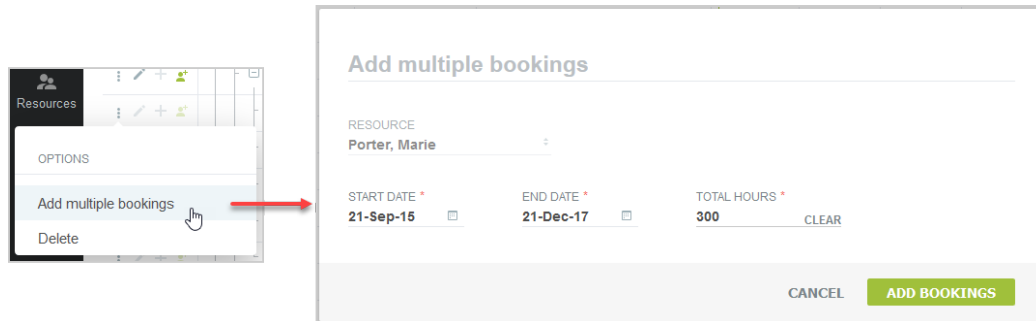 Resources
OPTIONS
Add multiple bookings
Delete
Add multiple bookings
RESOURCE
Porter, Marie
START DATE * END DATE * TOTAL HOURS *
21-Sep-15 21-Dec-17 300 CLEAR
CANCEL ADD BOOKINGS